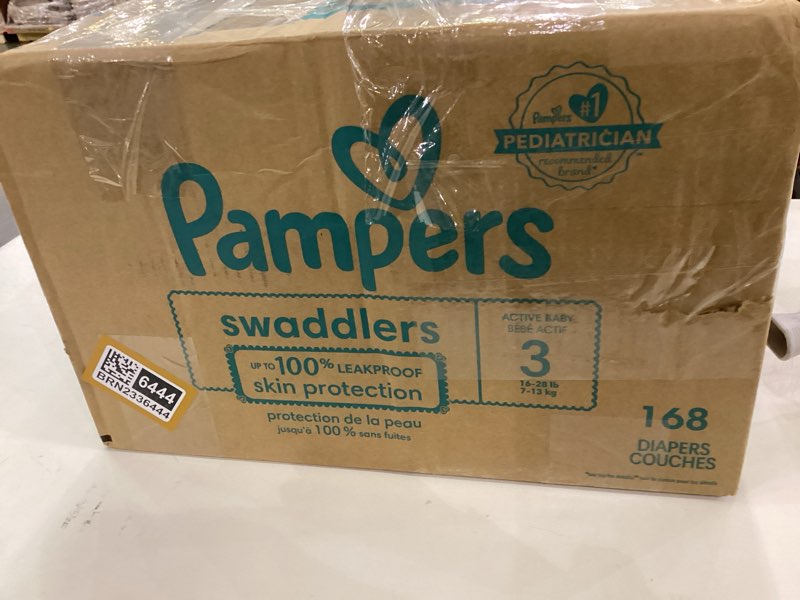 Pampers
#1
PEDIATRICIAN
recommended
brand*
Pampers
swaddlers
UP TO 100% LEAKPROOF
skin protection
protection de la peau
jusqu'à 100% sans fuites
ACTIVE BABY
BÉBÉ ACTIF
3
16-28 lb
7-13 kg
168
DIAPERS
COUCHES
6444
BRN2336444